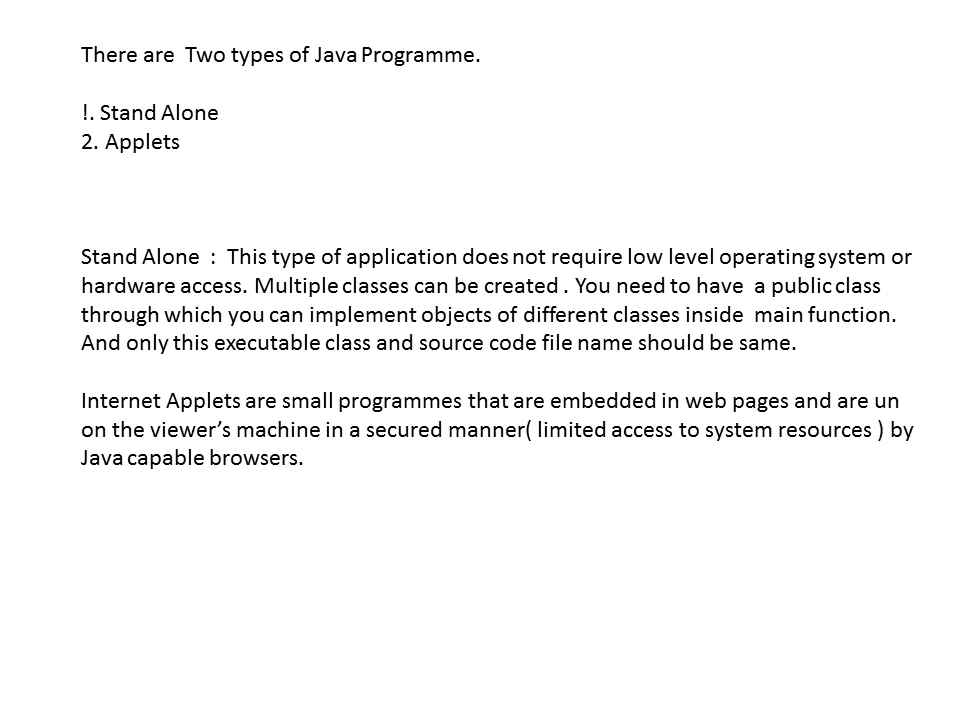 There are  Two types of Java Programme.
!. Stand Alone
2. Applets
Stand Alone  :  This type of application does not require low level operating system or
hardware access. Multiple classes can be created . You need to have  a public class
through which you can implement objects of different classes inside  main function.
And only this executable class and source code file name should be same.
Internet Applets are small programmes that are embedded in web pages and are un
on the viewer’s machine in a secured manner( limited access to system resources ) by
Java capable browsers.